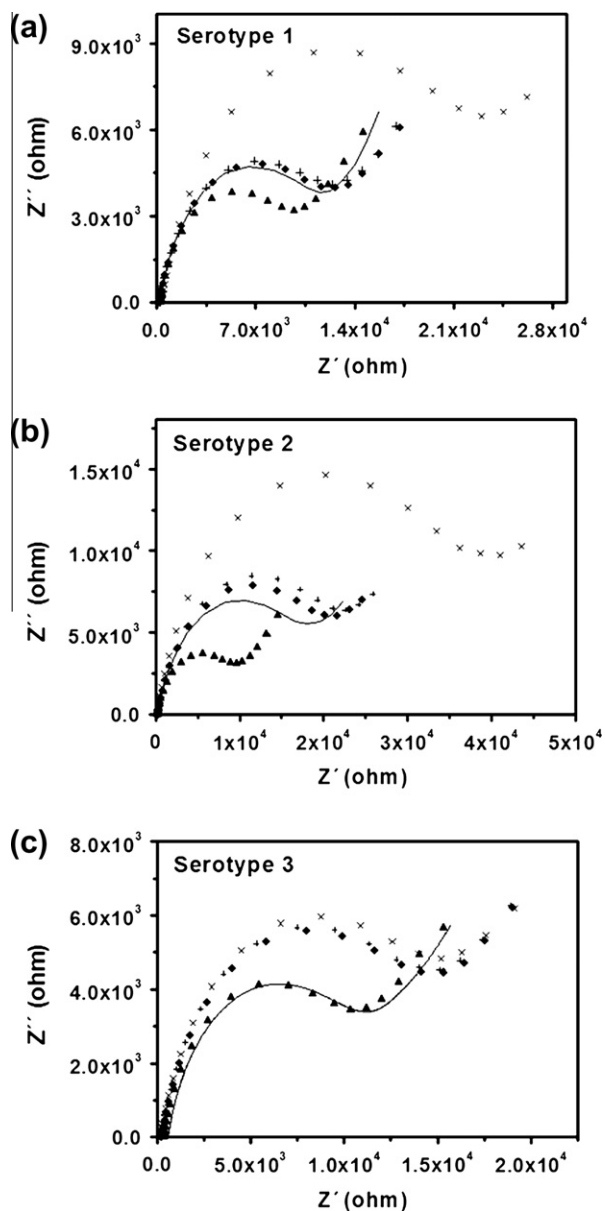 (a)
Serotype 1
Z´´ (ohm)
9.0x10³
6.0x10³
3.0x10³
0.0
0.0 7.0x10³ 1.4x10⁴ 2.1x10⁴ 2.8x10⁴
Z´ (ohm)
(b)
Serotype 2
Z´´ (ohm)
1.5x10⁴
1.0x10⁴
5.0x10³
0.0
0 1x10⁴ 2x10⁴ 3x10⁴ 4x10⁴ 5x10⁴
Z´ (ohm)
(c)
Serotype 3
Z´´ (ohm)
8.0x10³
6.0x10³
4.0x10³
2.0x10³
0.0
0.0 5.0x10³ 1.0x10⁴ 1.5x10⁴ 2.0x10⁴
Z´ (ohm)